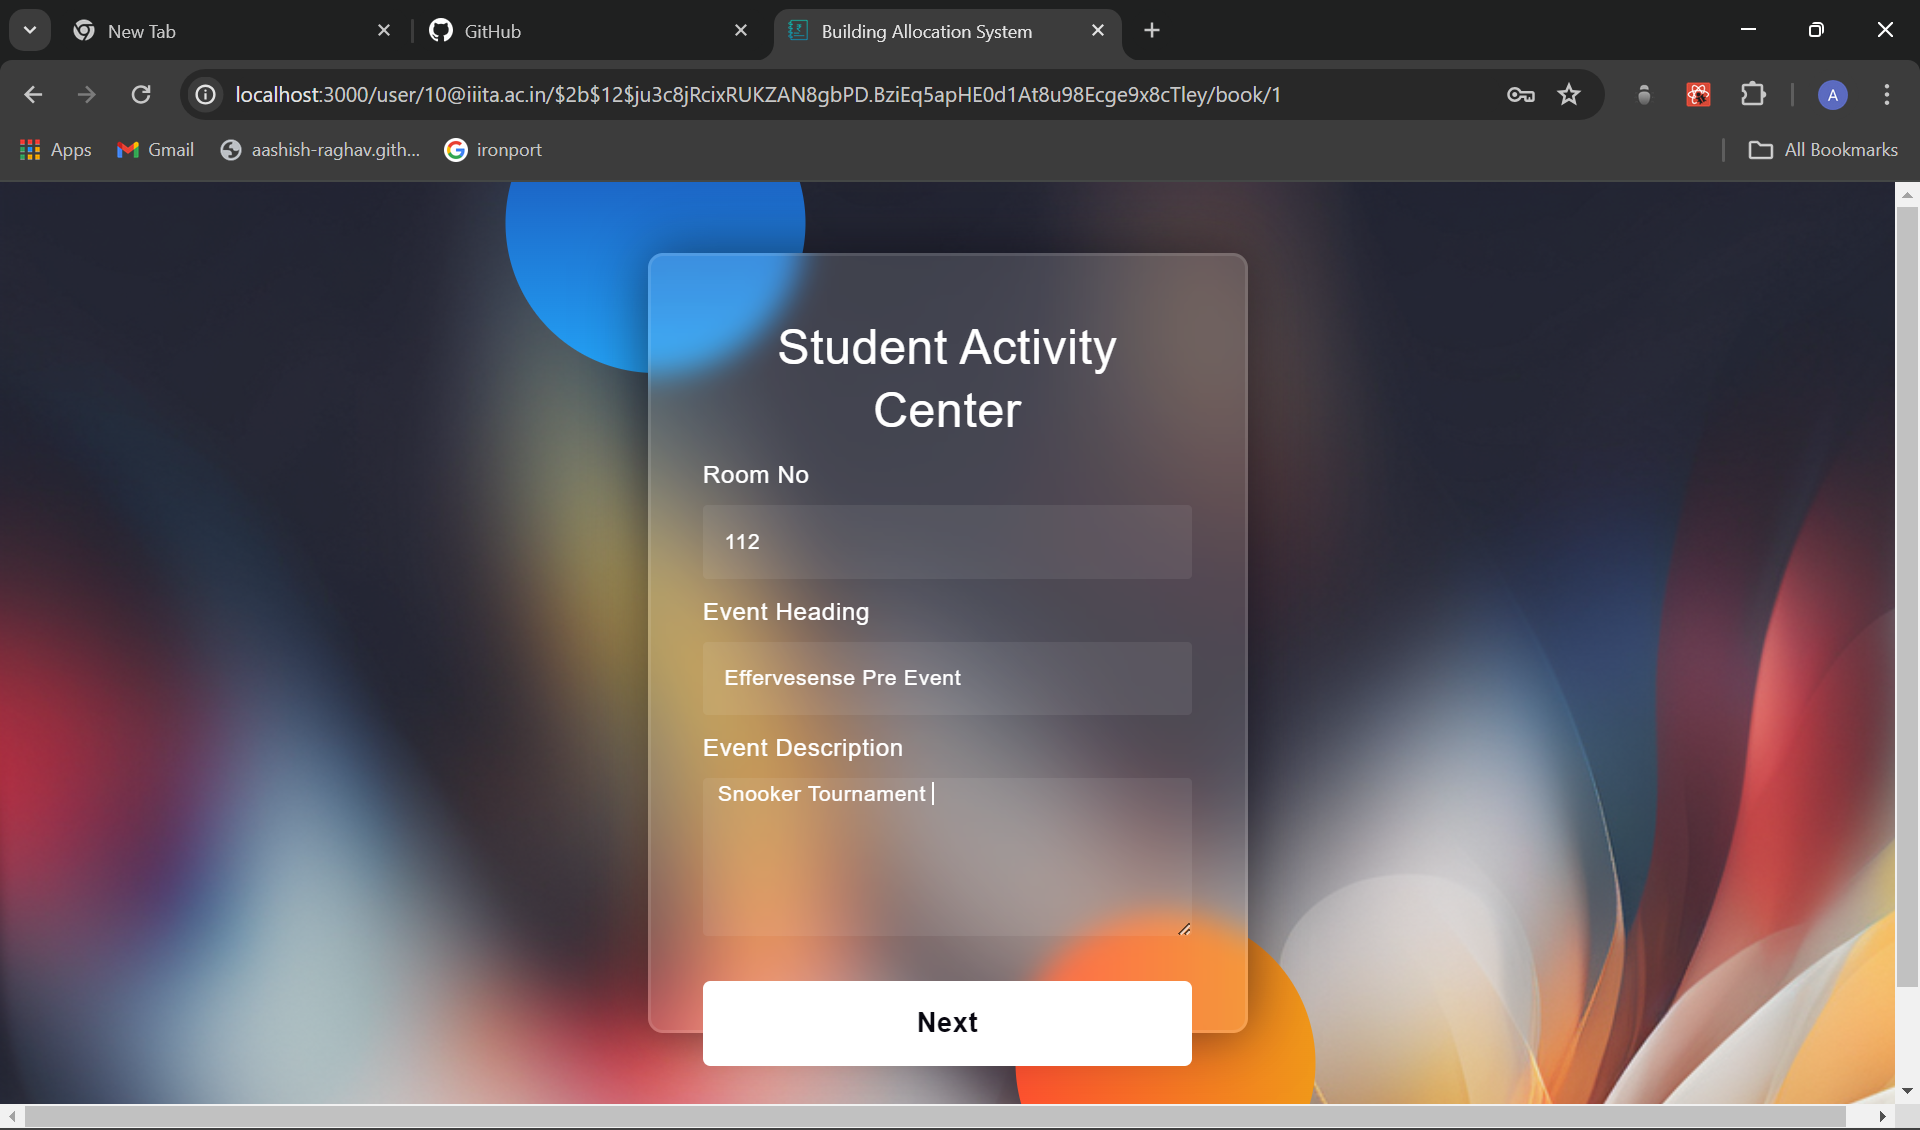 New Tab
GitHub
Building Allocation System
localhost:3000/user/10@iiita.ac.in/$2b$12$ju3c8jRcixRUKZAN8gbPD.BziEq5apHE0d1At8u98Ecge9x8cTley/book/1
A
Apps
Gmail
aashish-raghav.gith...
ironport
All Bookmarks
Student Activity
Center
Room No
112
Event Heading
Effervesense Pre Event
Event Description
Snooker Tournament
Next